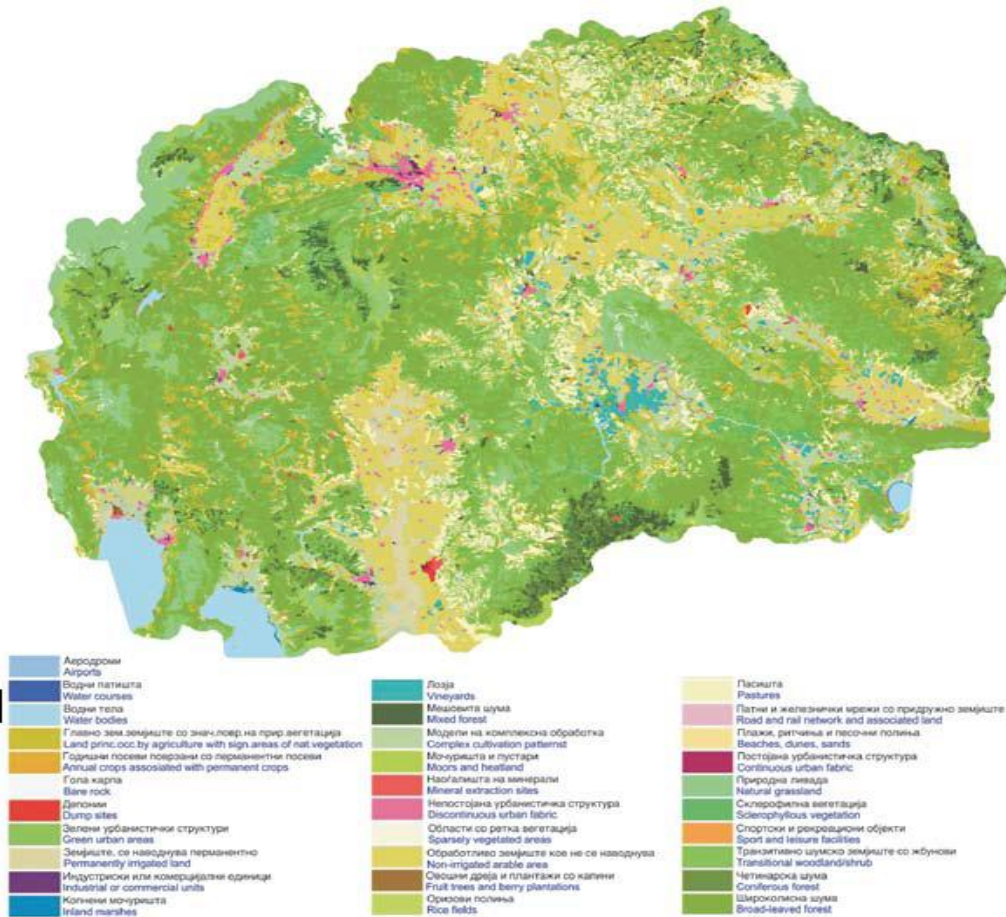 Аеродроми
Airports
Водни патишта
Water courses
Водни тела
Water bodies
Главно зем.земјиште со знач.површ.на прир.вегетација
Land princ.occ.by agriculture with sign.areas of nat vegetation
Годишни посеви поврзани со перманентни посеви
Annual crops assosiated with permanent crops
Гола карпа
Bare rock
Депонии
Dump sites
Зелени урбанистички структури
Green urban areas
Земјиште, се наводнува перманентно
Permanently irrigated land
Индустриски или комерцијални единици
Industrial or commercial units
Копнени мочуришта
Inland marshes
Лозја
Vineyards
Мешовита шума
Mixed forest
Модели на комплексна обработка
Complex cultivation patternst
Мочуришта и пустари
Moors and heatland
Наоѓалишта на минерали
Mineral extraction sites
Непостојана урбанистичка структура
Discontinuous urban fabric
Области со ретка вегетација
Sparsely vegetated areas
Обработливо земјиште кое не се наводнува
Non-irrigated arable area
Овошни дреја и плантажи со капини
Fruit trees and berry plantations
Оризови полиња
Rice fields
Пасишта
Pastures
Патни и железнички мрежи со придружно земјиште
Road and rail network and associated land
Плажи, ритчиња и песочни полиња
Beaches, dunes, sands
Постојана урбанистичка структура
Continuous urban fabric
Природна ливада
Natural grassland
Склерофилна вегетација
Sclerophyllous vegetation
Спортски и рекреациони објекти
Sport and leisure facilities
Транзитивно шумско земјиште со жбунови
Transitional woodland/shrub
Четинарска шума
Coniferous forest
Широколисна шума
Broad-leaved forest